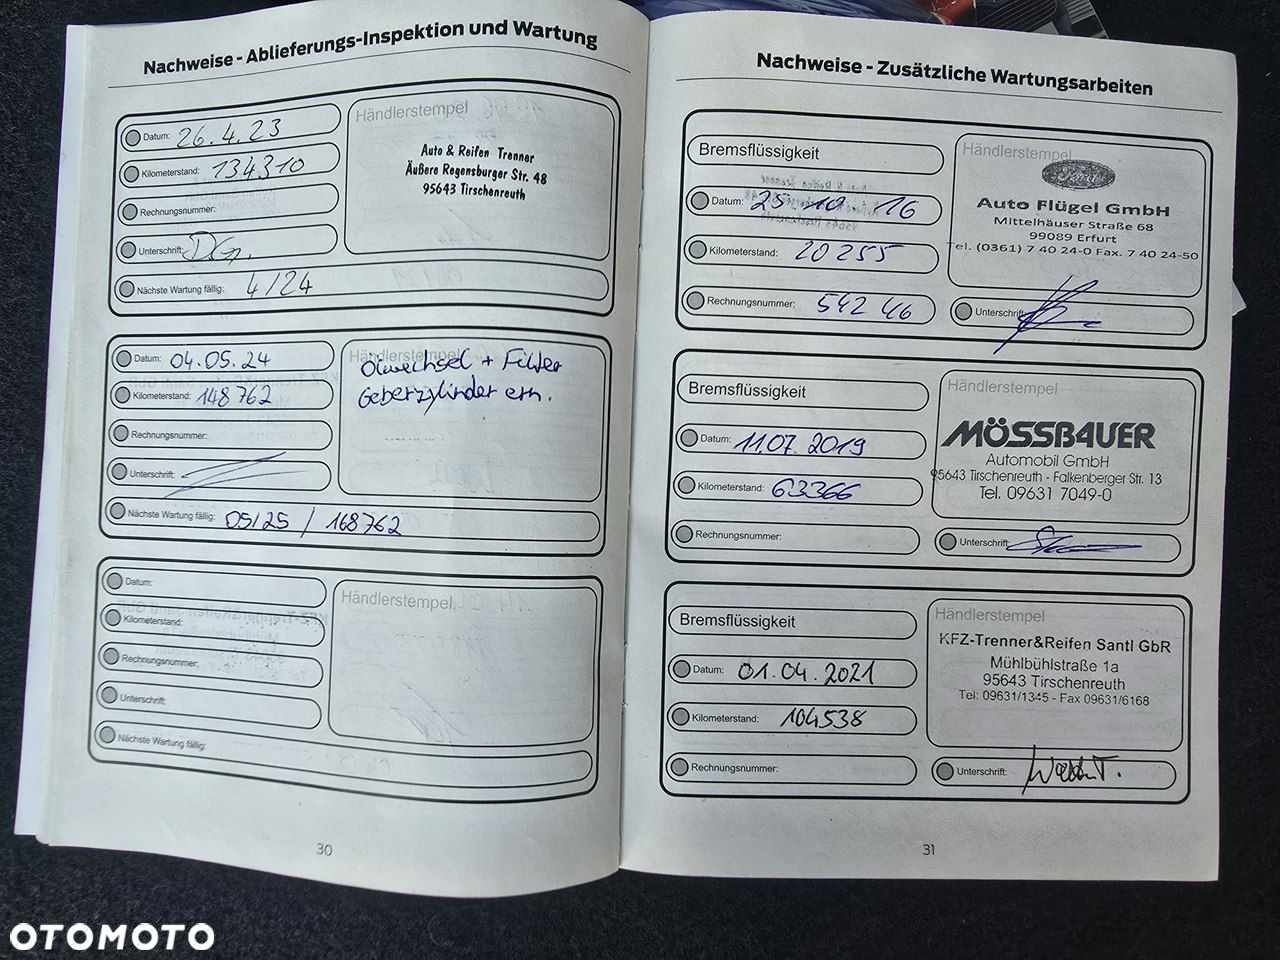 Nachweise - Ablieferungs-Inspektion und Wartung
Datum: 26.4.23
Kilometerstand: 134310
Rechnungsnummer:
Unterschrift:
Nächste Wartung fällig: 4/24
Händlerstempel
Auto & Reifen Trenner
Äußere Regensburger Str. 48
95643 Tirschenreuth
Datum: 04.05.24
Kilometerstand: 148762
Rechnungsnummer:
Unterschrift:
Nächste Wartung fällig: 05/25 / 168762
Händlerstempel
Ölwechsel + Filter
Geberzylinder ern.
Datum:
Kilometerstand:
Rechnungsnummer:
Unterschrift:
Nächste Wartung fällig:
Händlerstempel
30
Nachweise - Zusätzliche Wartungsarbeiten
Bremsflüssigkeit
Datum: 25 10. 16
Kilometerstand: 20255
Rechnungsnummer: 542 46
Händlerstempel
Ford
Auto Flügel GmbH
Mittelhäuser Straße 68
99089 Erfurt
Tel. (0361) 7 40 24-0 Fax. 7 40 24-50
Unterschrift:
Bremsflüssigkeit
Datum: 11.07.2019
Kilometerstand: 63366
Rechnungsnummer:
Händlerstempel
MÖSSBAUER
Automobil GmbH
95643 Tirschenreuth - Falkenberger Str. 13
Tel. 09631 7049-0
Unterschrift:
Bremsflüssigkeit
Datum: 01.04.2021
Kilometerstand: 104538
Rechnungsnummer:
Händlerstempel
KFZ-Trenner&Reifen Santl GbR
Mühlbühlstraße 1a
95643 Tirschenreuth
Tel: 09631/1345 - Fax 09631/6168
Unterschrift:
31
OTOMOTO